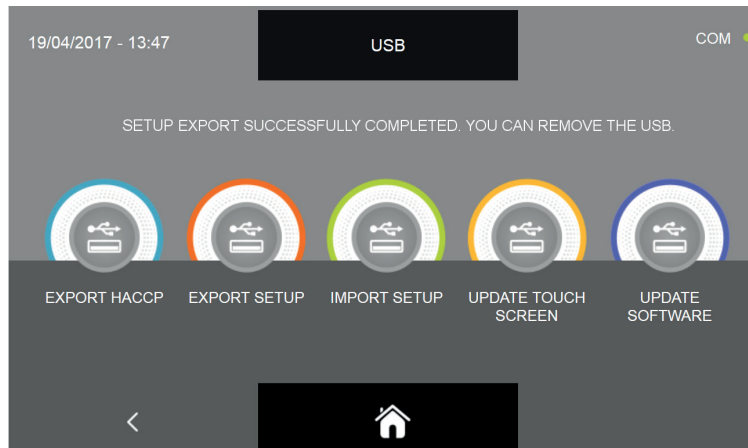 19/04/2017 - 13:47
USB
COM
SETUP EXPORT SUCCESSFULLY COMPLETED. YOU CAN REMOVE THE USB.
EXPORT HACCP
EXPORT SETUP
IMPORT SETUP
UPDATE TOUCH
SCREEN
UPDATE
SOFTWARE